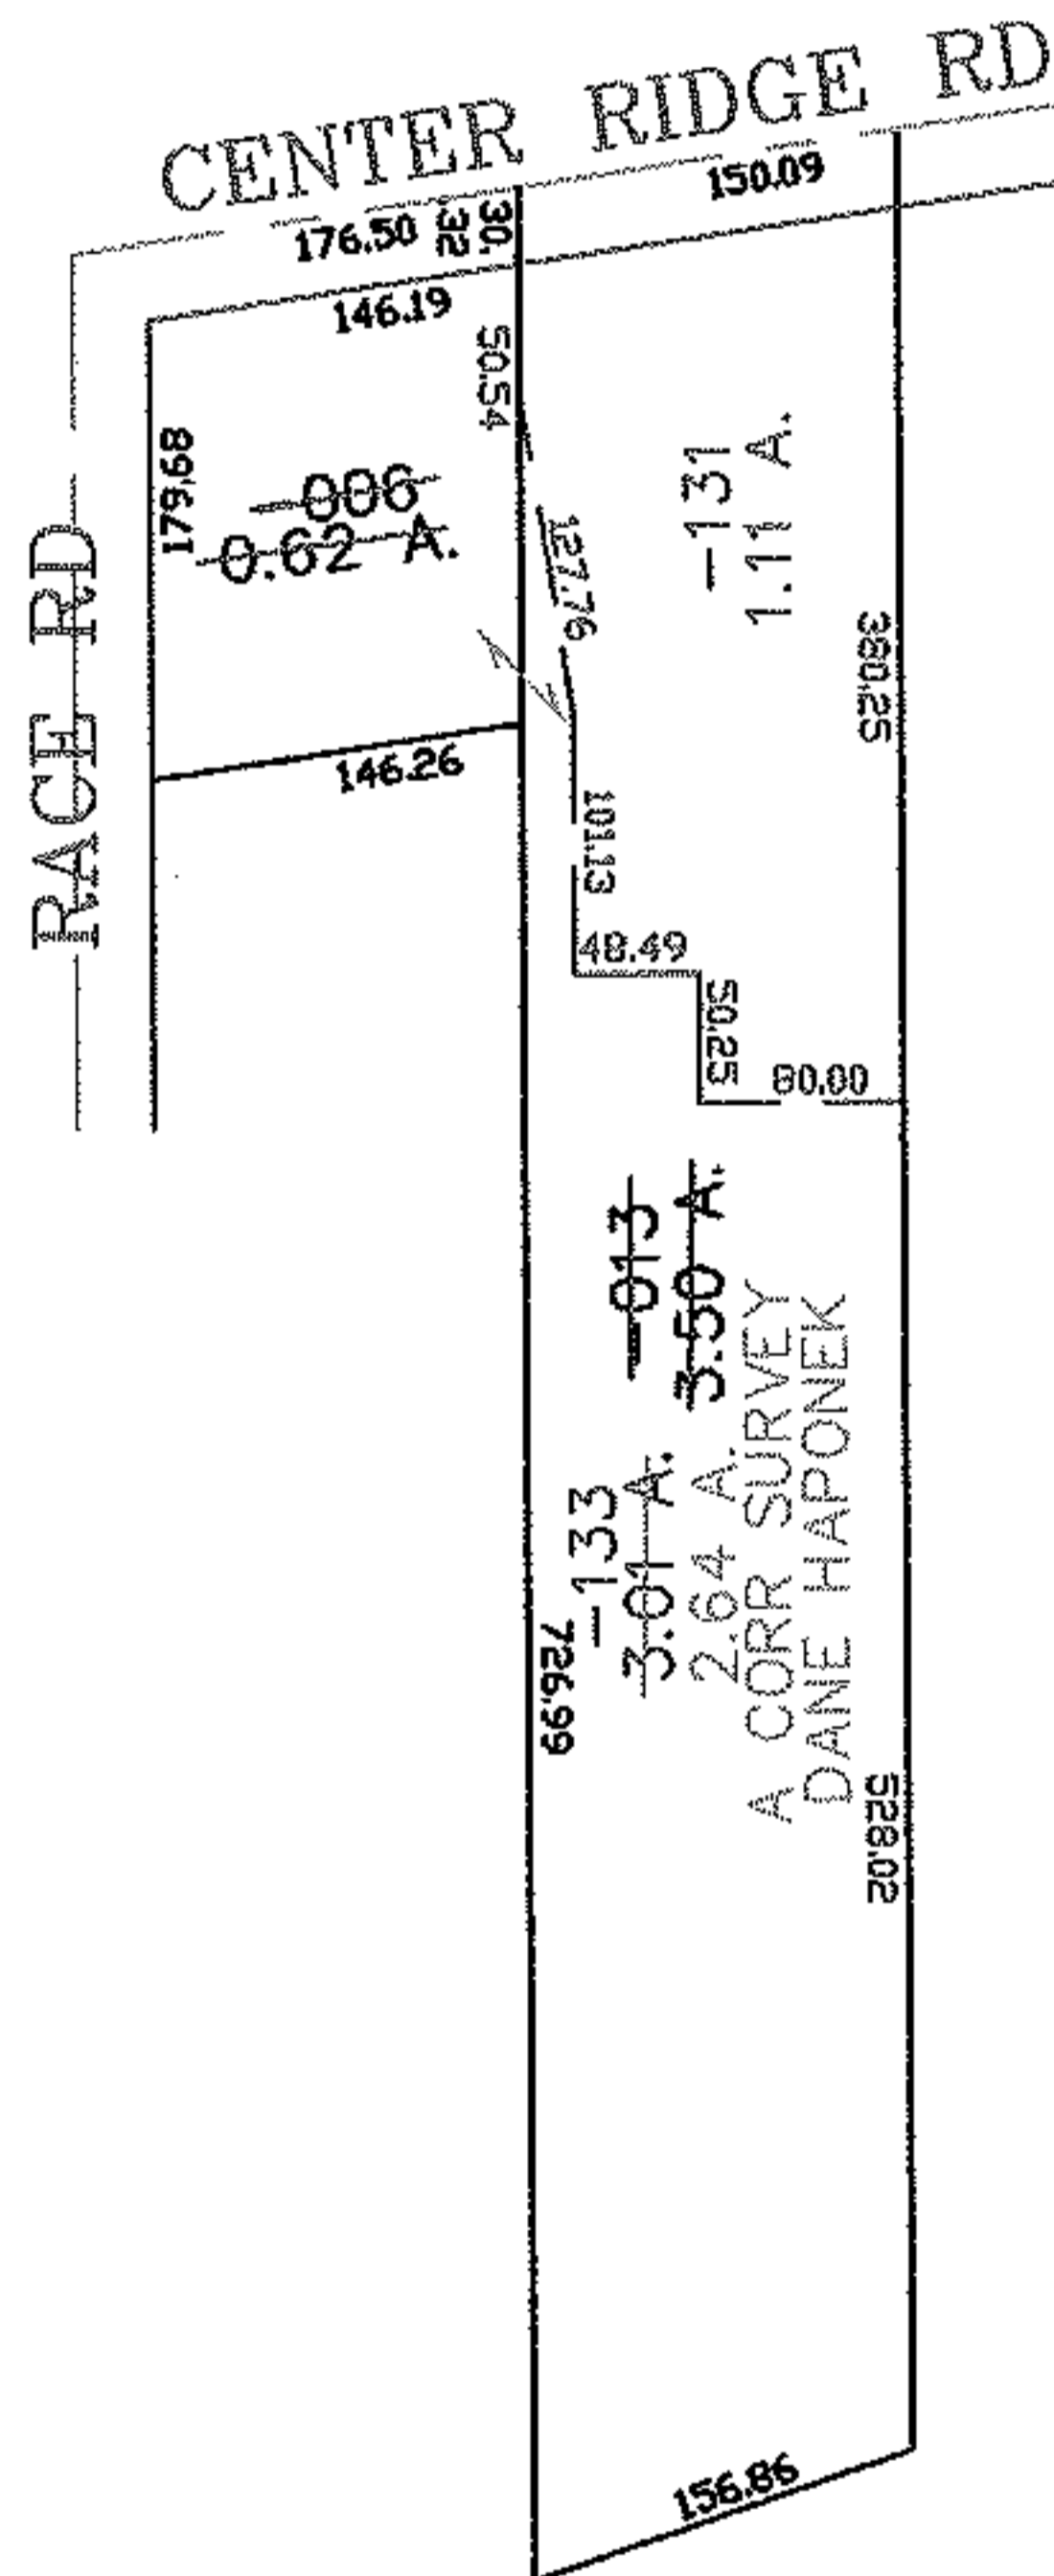 CENTER RIDGE RD
150.09
176.50
30.
32
146.19
50.54
179.68
006
0.62 A.
127.76
-131
1.11 A.
RACE RD
380.25
146.26
101.13
48.49
50.25
80.00
-013
3.50 A.
-133
3.01 A.
2.64 A.
A CORR SURVEY
DANE HAPONEK
726.99
528.02
156.86